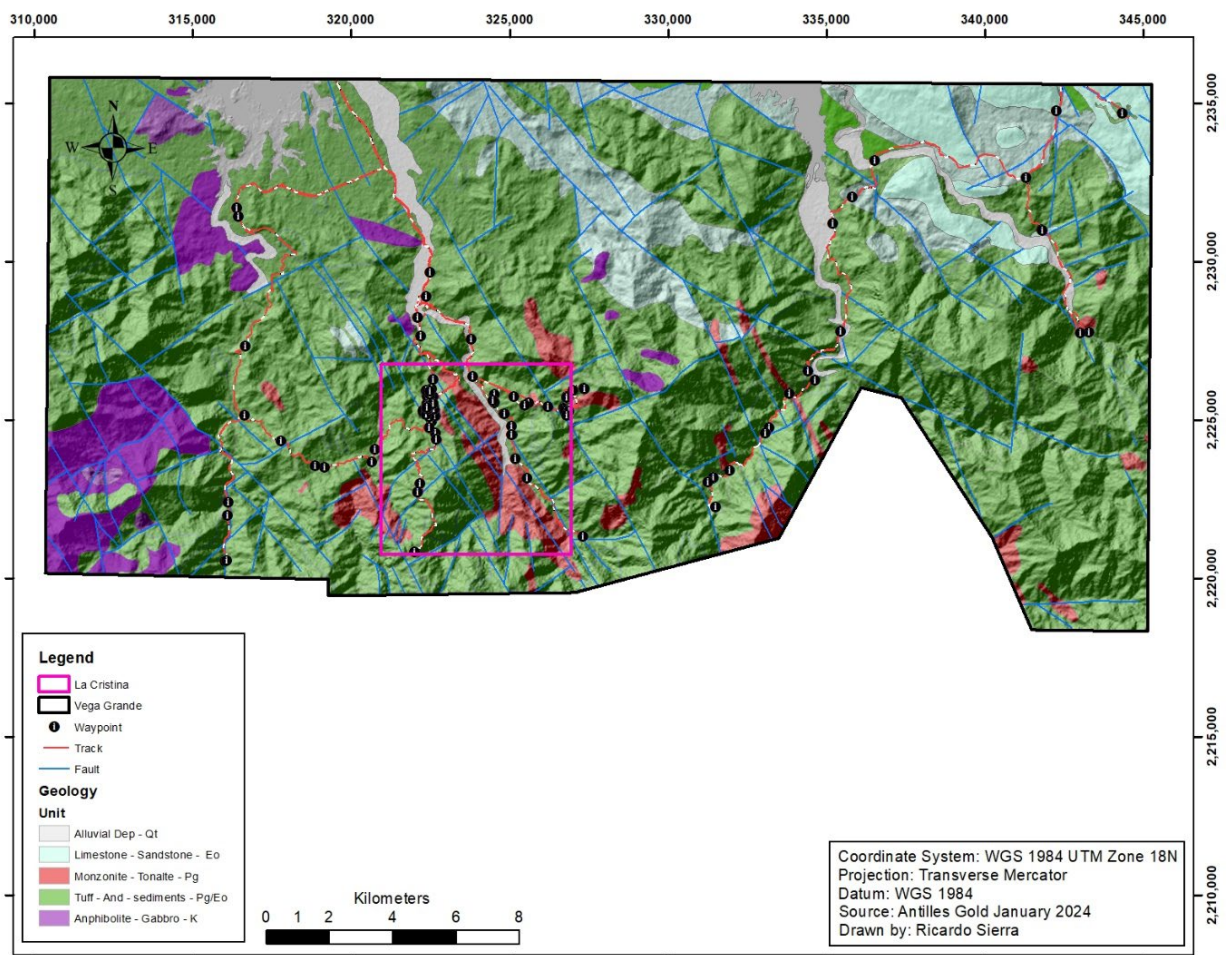 310,000 315,000 320,000 325,000 330,000 335,000 340,000 345,000
2,235,000
2,230,000
2,225,000
2,220,000
2,215,000
2,210,000
N
W E
S
Legend
La Cristina
Vega Grande
i Waypoint
Track
Fault
Geology
Unit
Alluvial Dep - Qt
Limestone - Sandstone - Eo
Monzonite - Tonalte - Pg
Tuff - And - sediments - Pg/Eo
Anphibolite - Gabbro - K
Kilometers
0 1 2 4 6 8
Coordinate System: WGS 1984 UTM Zone 18N
Projection: Transverse Mercator
Datum: WGS 1984
Source: Antilles Gold January 2024
Drawn by: Ricardo Sierra